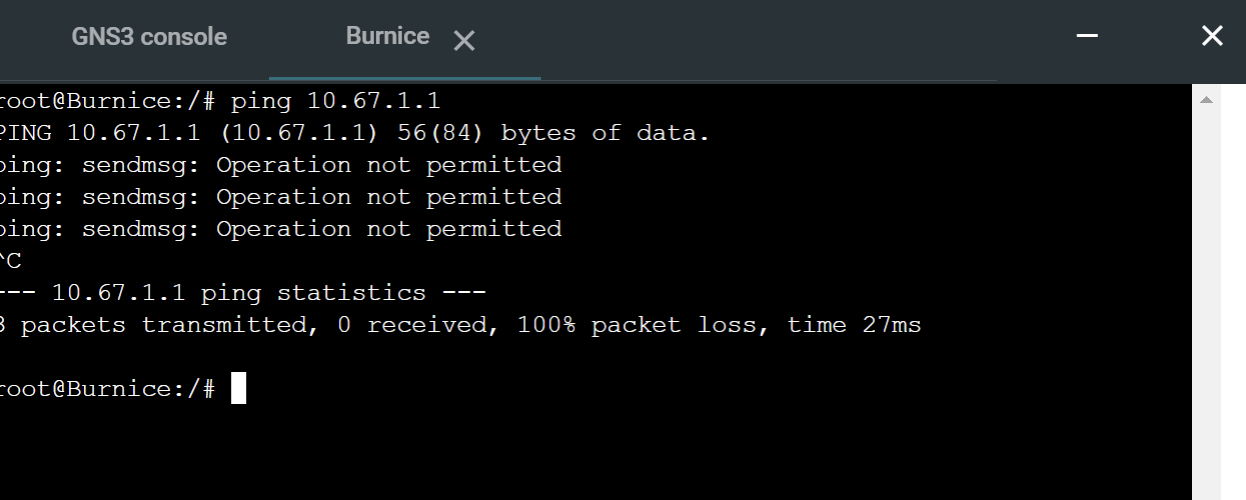 GNS3 console
Burnice
root@Burnice:/# ping 10.67.1.1
PING 10.67.1.1 (10.67.1.1) 56(84) bytes of data.
ping: sendmsg: Operation not permitted
ping: sendmsg: Operation not permitted
ping: sendmsg: Operation not permitted
^C
--- 10.67.1.1 ping statistics ---
3 packets transmitted, 0 received, 100% packet loss, time 27ms
root@Burnice:/#